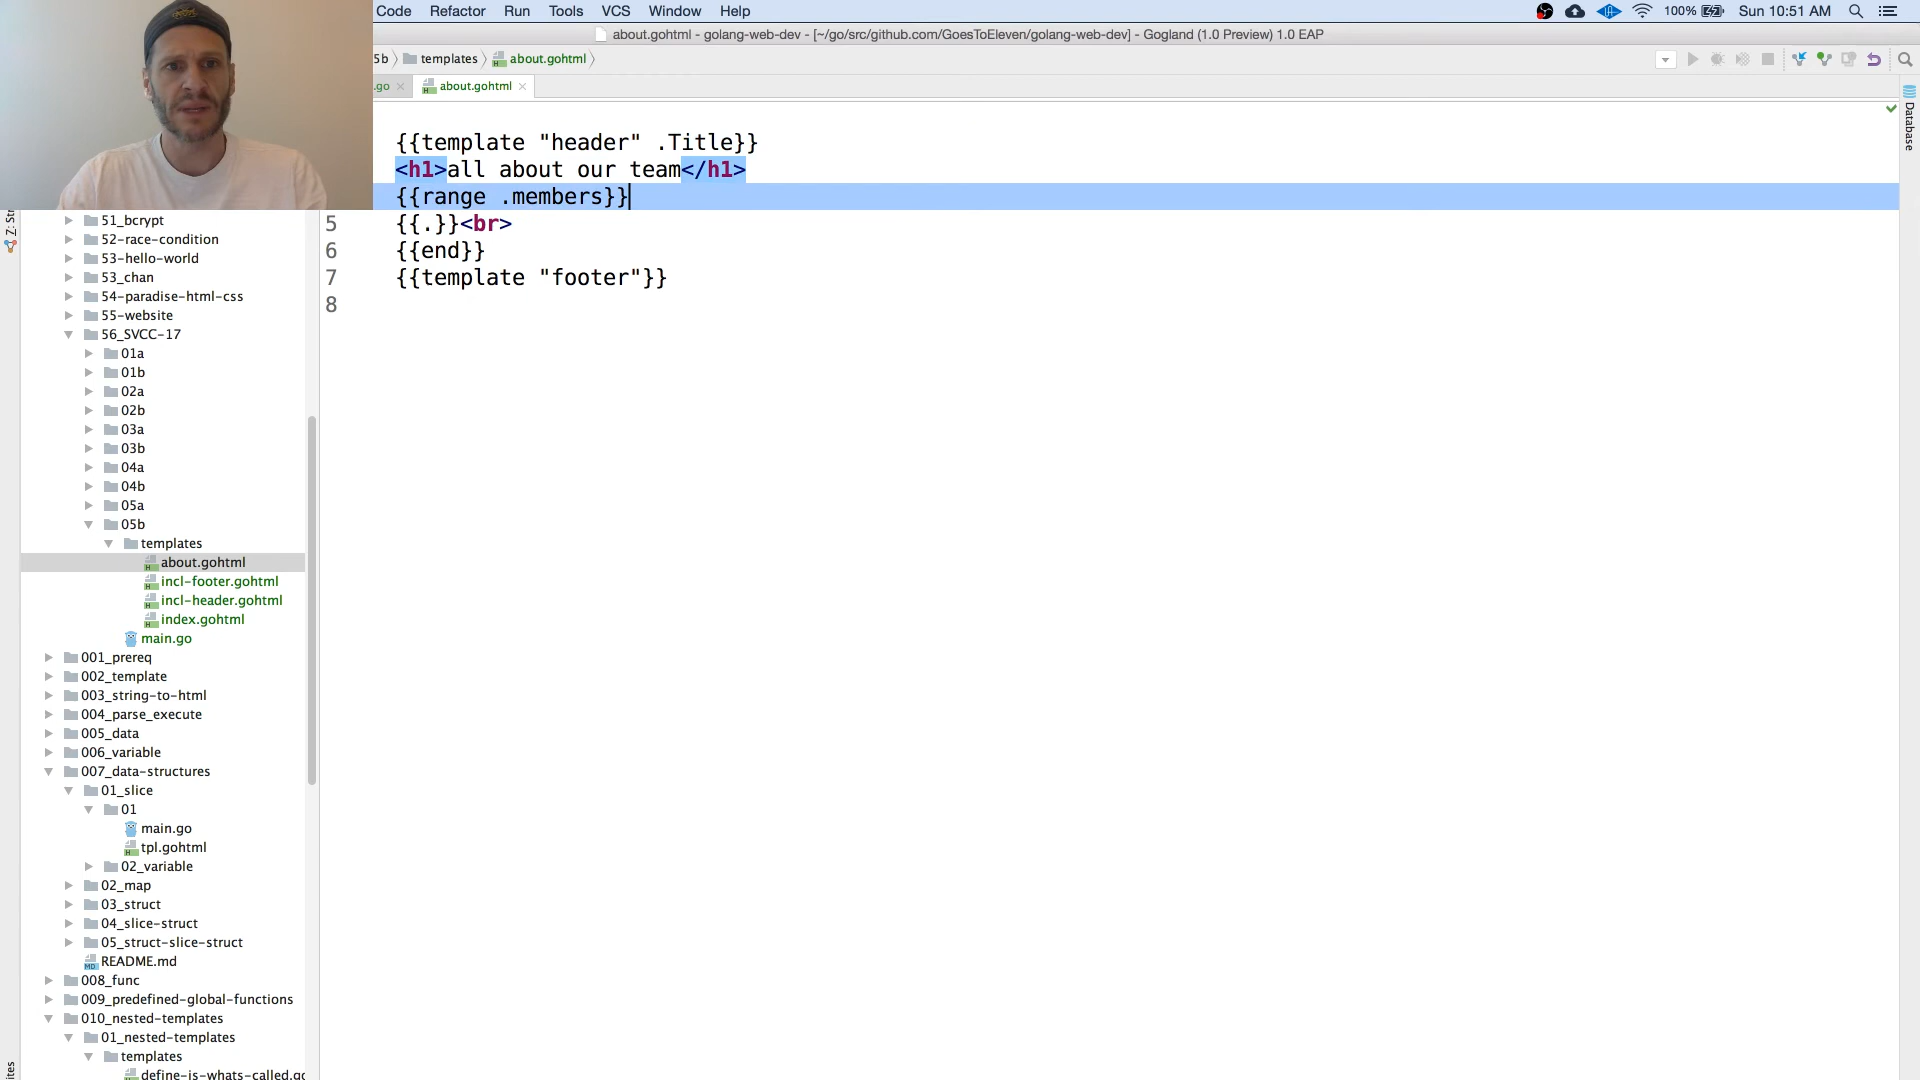 Code Refactor Run Tools VCS Window Help 100% Sun 10:51 AM
about.gohtml - golang-web-dev - [~/go/src/github.com/GoesToEleven/golang-web-dev] - Gogland (1.0 Preview) 1.0 EAP
5b templates about.gohtml
.go about.gohtml
Database
{{template "header" .Title}}
<h1>all about our team</h1>
{{range .members}}
5 {{.}}<br>
6 {{end}}
7 {{template "footer"}}
8
Z: Str
51_bcrypt
52-race-condition
53-hello-world
53_chan
54-paradise-html-css
55-website
56_SVCC-17
01a
01b
02a
02b
03a
03b
04a
04b
05a
05b
templates
about.gohtml
incl-footer.gohtml
incl-header.gohtml
index.gohtml
main.go
001_prereq
002_template
003_string-to-html
004_parse_execute
005_data
006_variable
007_data-structures
01_slice
01
main.go
tpl.gohtml
02_variable
02_map
03_struct
04_slice-struct
05_struct-slice-struct
README.md
008_func
009_predefined-global-functions
010_nested-templates
01_nested-templates
templates
define-is-whats-called.go
ites